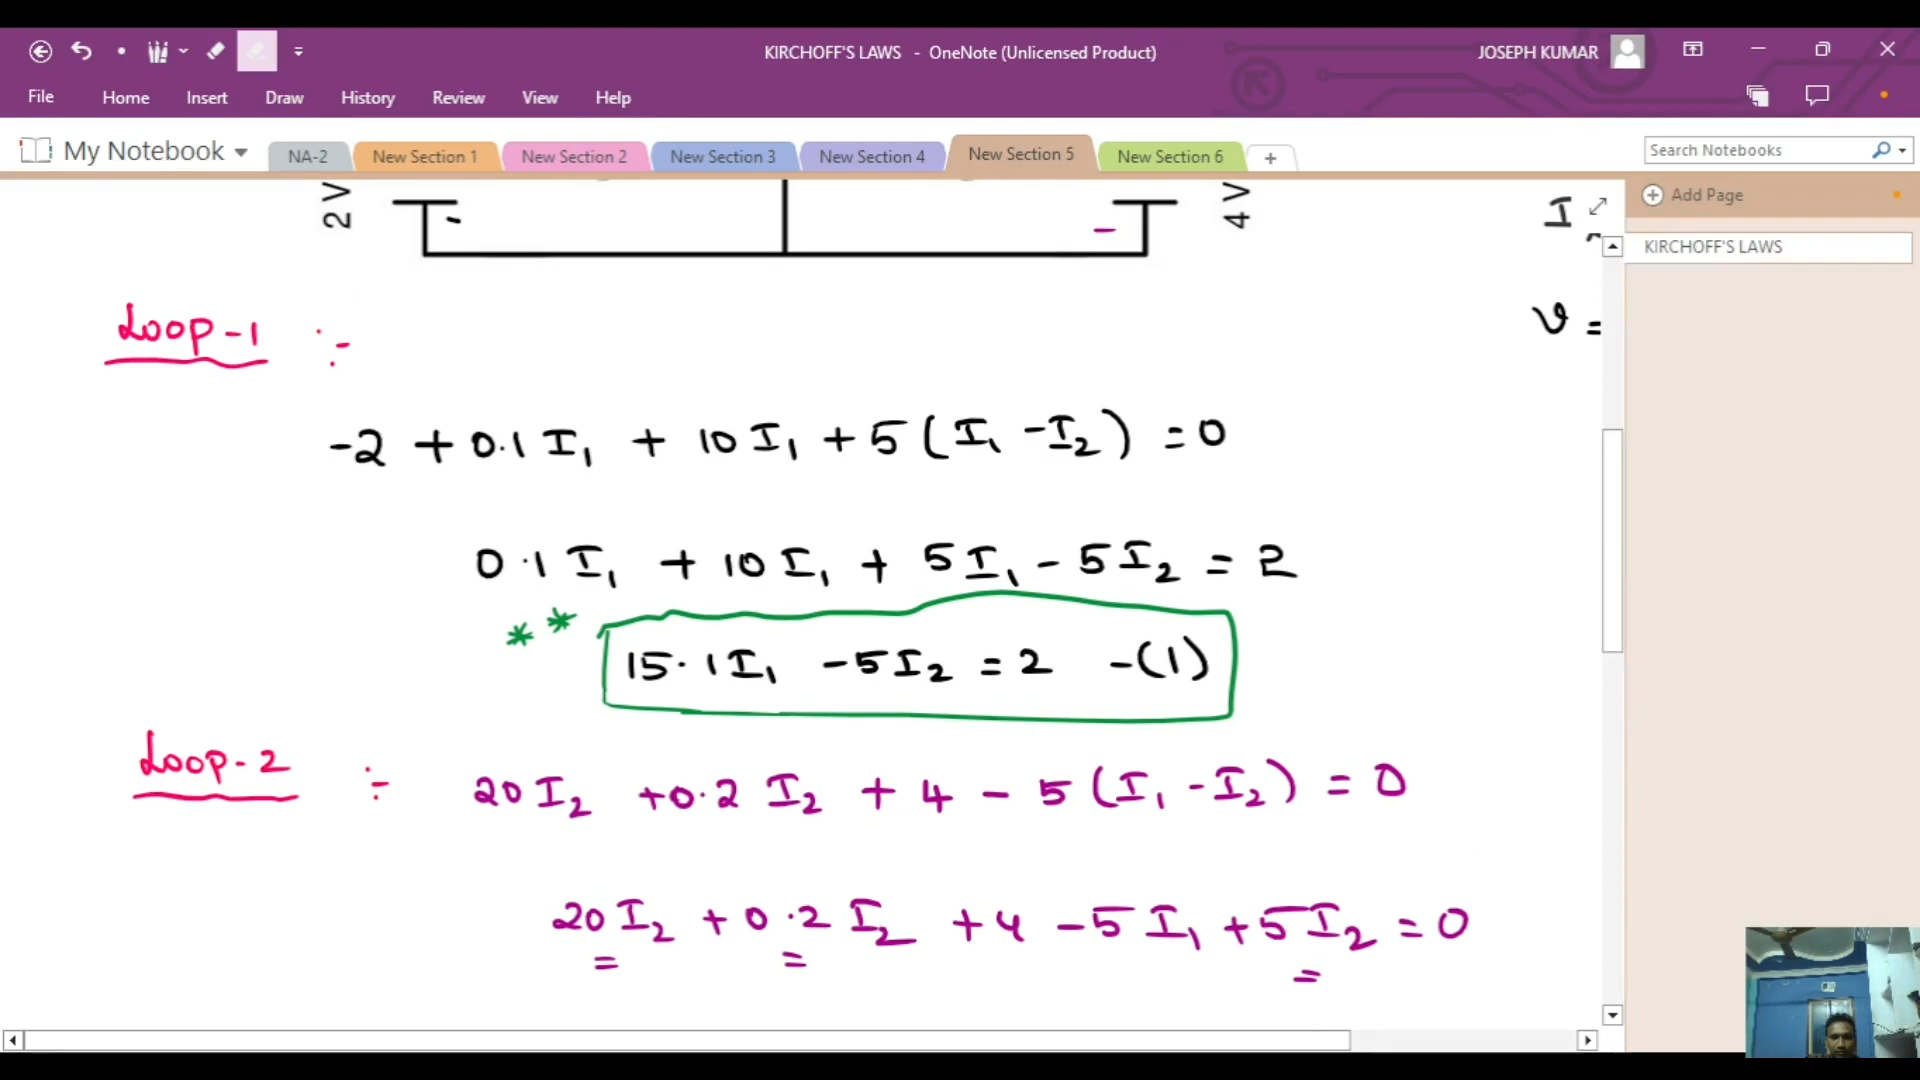 KIRCHOFF'S LAWS - OneNote (Unlicensed Product)
JOSEPH KUMAR
File Home Insert Draw History Review View Help
My Notebook NA-2 New Section 1 New Section 2 New Section 3 New Section 4 New Section 5 New Section 6 +
Search Notebooks
Add Page
KIRCHOFF'S LAWS
2 V - - 4 V
I
Loop-1 :-
V =
-2 + 0.1 I₁ + 10 I₁ + 5 (I₁ - I₂) = 0
0.1 I₁ + 10 I₁ + 5 I₁ - 5 I₂ = 2
* *
15.1 I₁ - 5 I₂ = 2 -(1)
Loop-2 :-
20 I₂ + 0.2 I₂ + 4 - 5 (I₁ - I₂) = 0
20 I₂ + 0.2 I₂ + 4 - 5 I₁ + 5 I₂ = 0